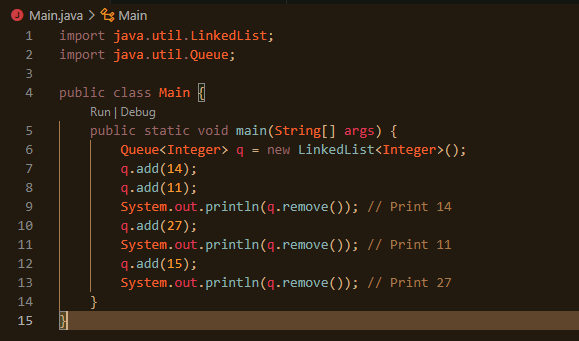 Main.java > Main
1 import java.util.LinkedList;
2 import java.util.Queue;
3
4 public class Main {
Run | Debug
5 public static void main(String[] args) {
6 Queue<Integer> q = new LinkedList<Integer>();
7 q.add(14);
8 q.add(11);
9 System.out.println(q.remove()); // Print 14
10 q.add(27);
11 System.out.println(q.remove()); // Print 11
12 q.add(15);
13 System.out.println(q.remove()); // Print 27
14 }
15 }